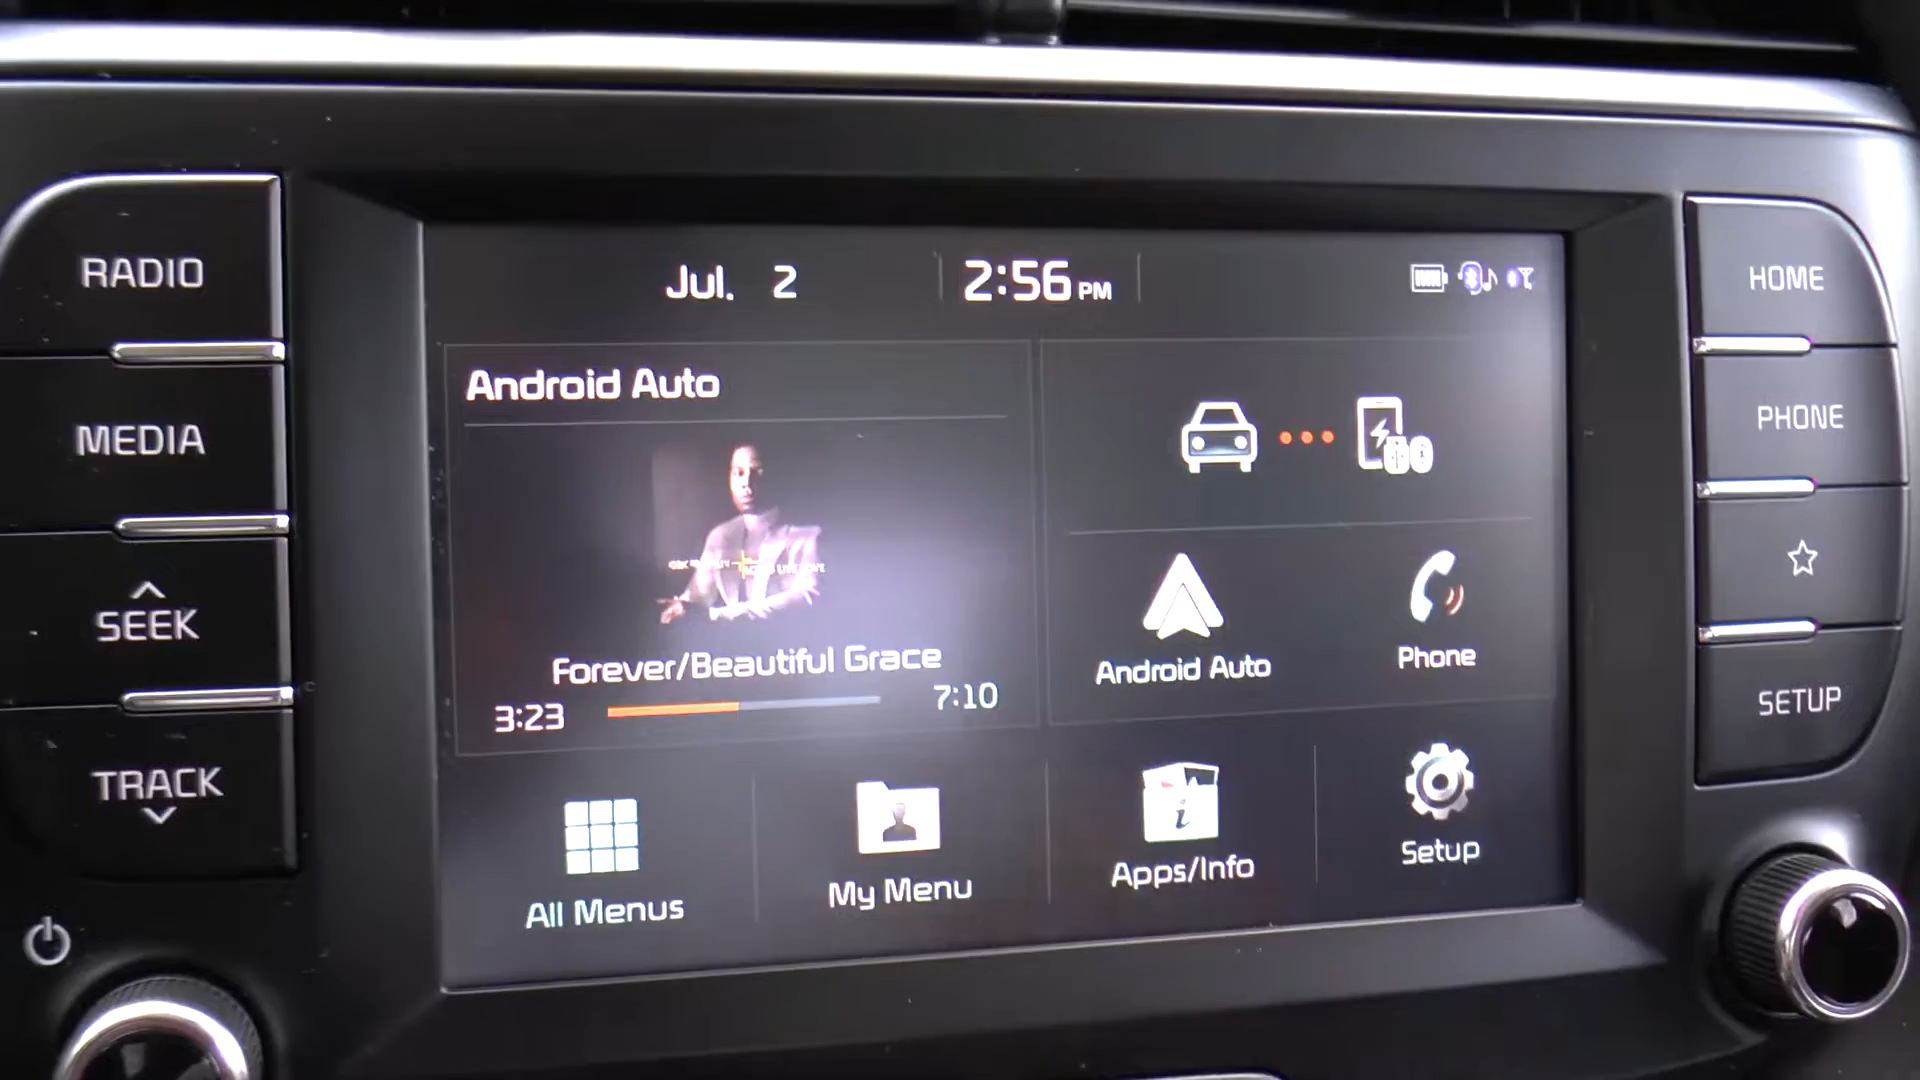 RADIO
MEDIA
SEEK
TRACK
Jul. 2
2:56 PM
Android Auto
Forever/Beautiful Grace
3:23
7:10
Android Auto
Phone
All Menus
My Menu
Apps/Info
i
Setup
HOME
PHONE
SETUP